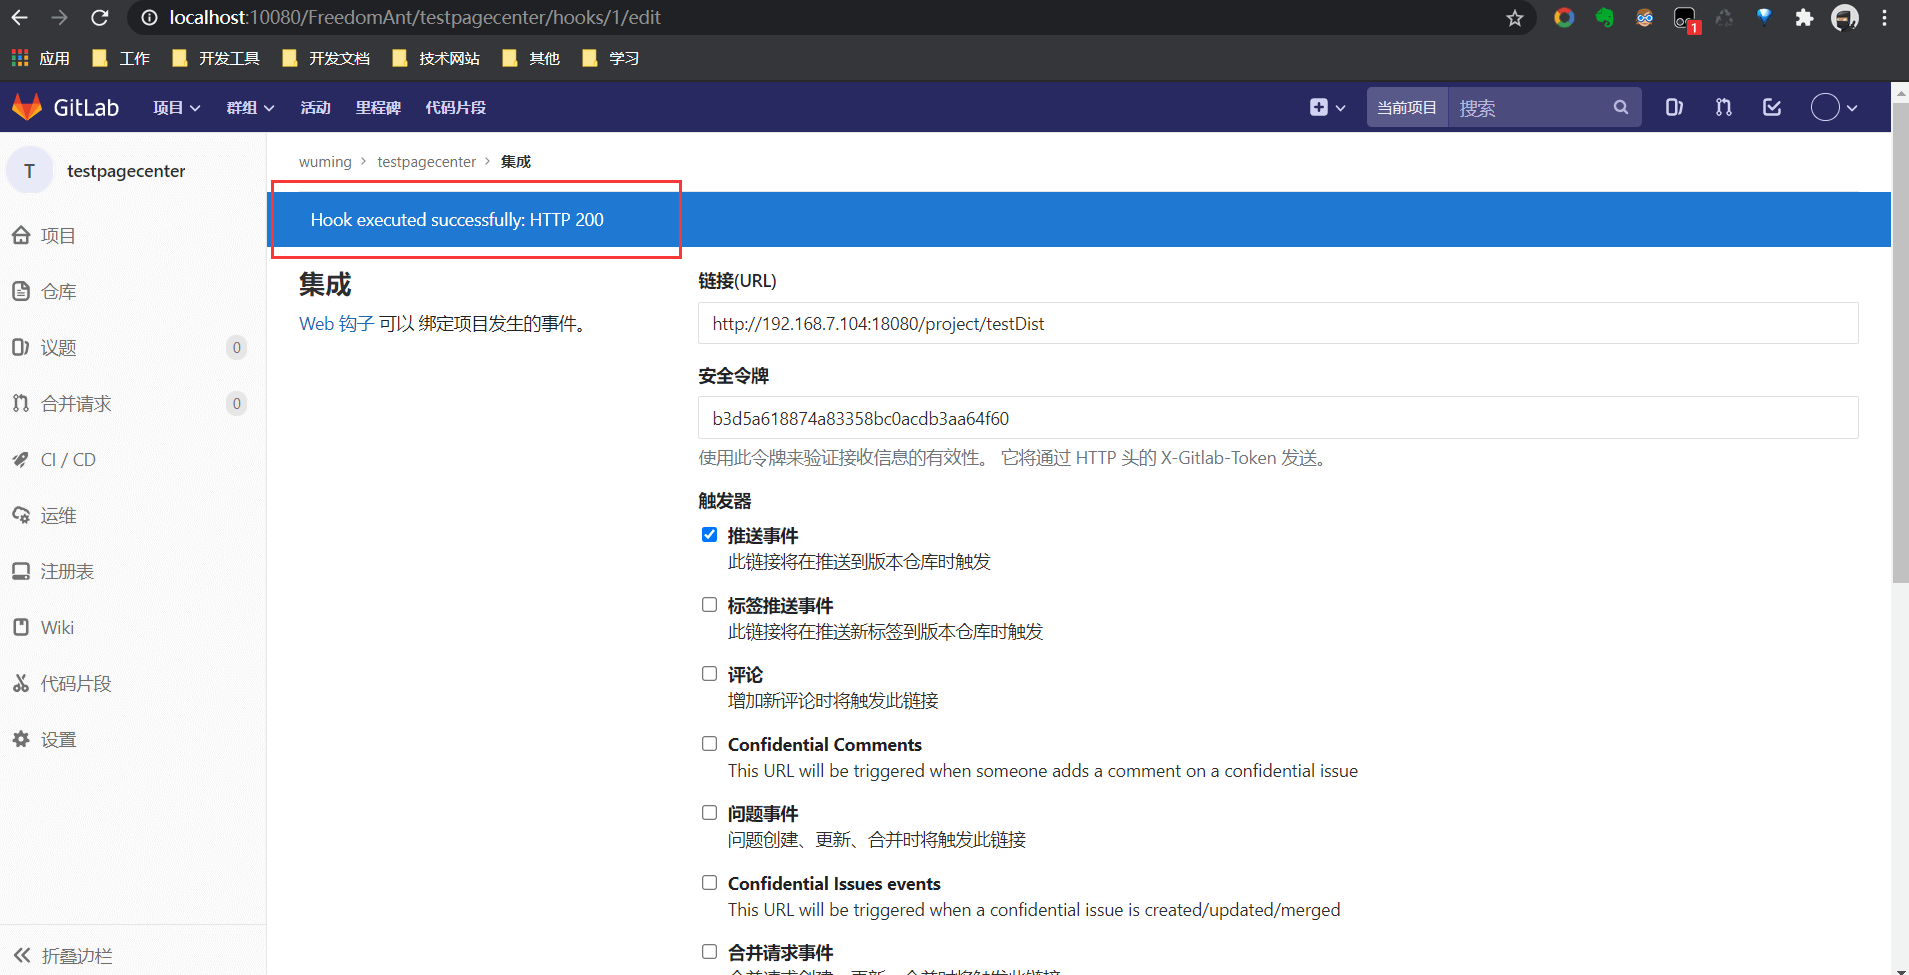 localhost:10080/FreedomAnt/testpagecenter/hooks/1/edit
1
应用 工作 开发工具 开发文档 技术网站 其他 学习
GitLab 项目 群组 活动 里程碑 代码片段 当前项目 搜索
T testpagecenter
wuming > testpagecenter > 集成
Hook executed successfully: HTTP 200
项目
仓库
议题 0
合并请求 0
CI / CD
运维
注册表
Wiki
代码片段
设置
折叠边栏
集成
Web 钩子 可以 绑定项目发生的事件。
链接(URL)
http://192.168.7.104:18080/project/testDist
安全令牌
b3d5a618874a83358bc0acdb3aa64f60
使用此令牌来验证接收信息的有效性。 它将通过 HTTP 头的 X-Gitlab-Token 发送。
触发器
推送事件
此链接将在推送到版本仓库时触发
标签推送事件
此链接将在推送新标签到版本仓库时触发
评论
增加新评论时将触发此链接
Confidential Comments
This URL will be triggered when someone adds a comment on a confidential issue
问题事件
问题创建、更新、合并时将触发此链接
Confidential Issues events
This URL will be triggered when a confidential issue is created/updated/merged
合并请求事件